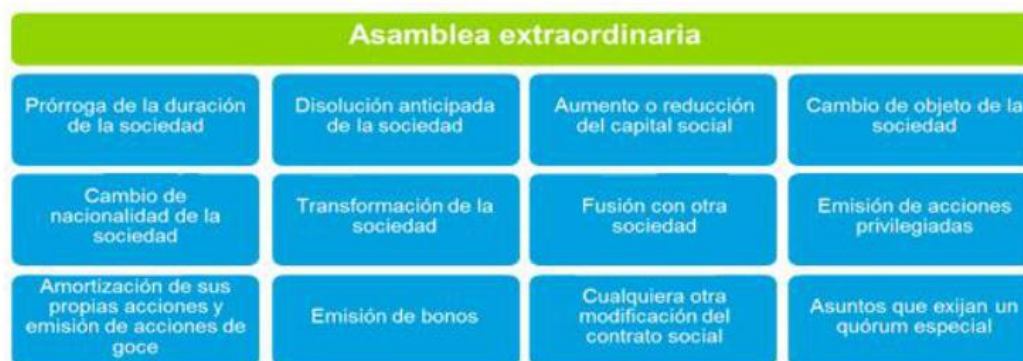 Asamblea extraordinaria
Prórroga de la duración
de la sociedad
Disolución anticipada
de la sociedad
Aumento o reducción
del capital social
Cambio de objeto de la
sociedad
Cambio de
nacionalidad de la
sociedad
Transformación de la
sociedad
Fusión con otra
sociedad
Emisión de acciones
privilegiadas
Amortización de sus
propias acciones y
emisión de acciones de
goce
Emisión de bonos
Cualquiera otra
modificación del
contrato social
Asuntos que exijan un
quórum especial